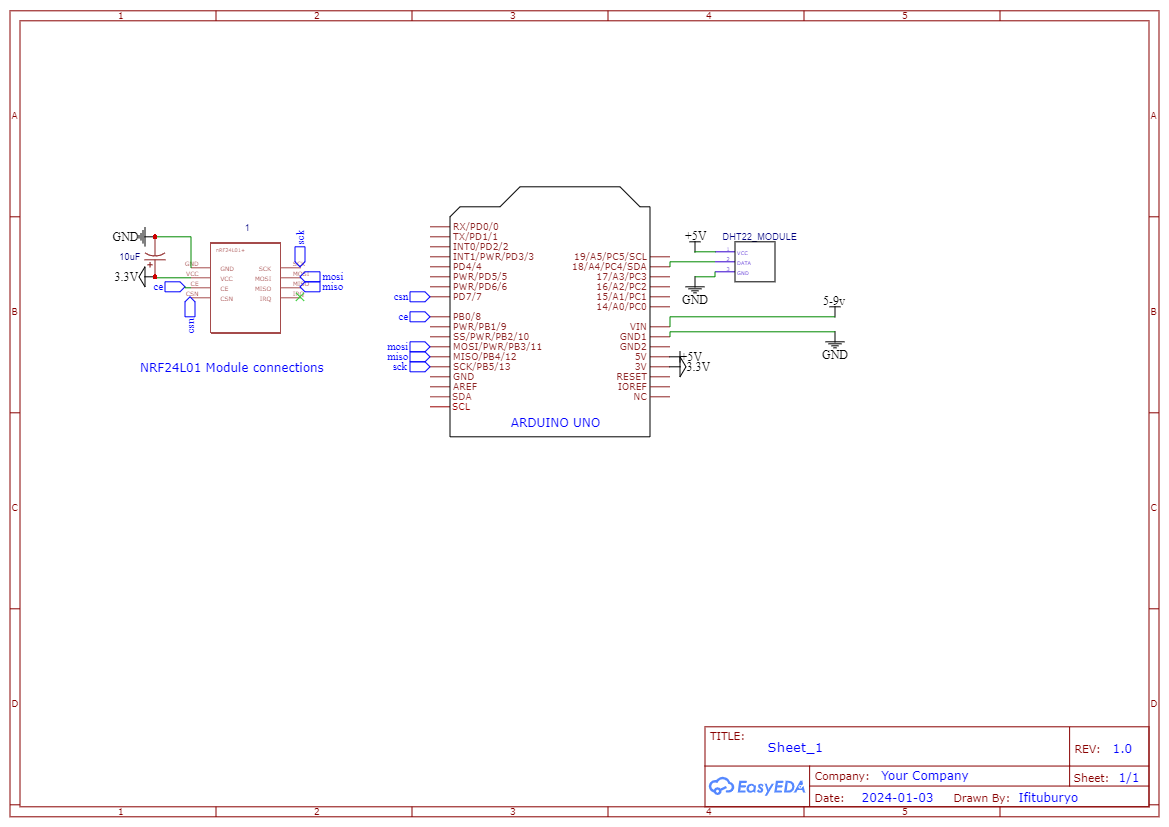 1 2 3 4 5
A A
B B
C C
D D
GND
10uF
+
3.3V
ce
csn
GND
VCC
CE
CSN
1
nRF24L01+
GND SCK
VCC MOSI
CE MISO
CSN IRQ
sck
mosi
miso
IRQ
NRF24L01 Module connections
csn
ce
mosi
miso
sck
RX/PD0/0
TX/PD1/1
INT0/PD2/2
INT1/PWR/PD3/3
PD4/4
PWR/PD5/5
PWR/PD6/6
PD7/7
PB0/8
PWR/PB1/9
SS/PWR/PB2/10
MOSI/PWR/PB3/11
MISO/PB4/12
SCK/PB5/13
GND
AREF
SDA
SCL
19/A5/PC5/SCL
18/A4/PC4/SDA
17/A3/PC3
16/A2/PC2
15/A1/PC1
14/A0/PC0
VIN
GND1
GND2
5V
3V
RESET
IOREF
NC
ARDUINO UNO
+5V
3.3V
+5V
DHT22_MODULE
1 VCC
2 DATA
3 GND
GND
5-9v
GND
TITLE:
Sheet_1
REV: 1.0
EasyEDA
Company: Your Company
Sheet: 1/1
Date: 2024-01-03 Drawn By: Ifituburyo
1 2 3 4 5